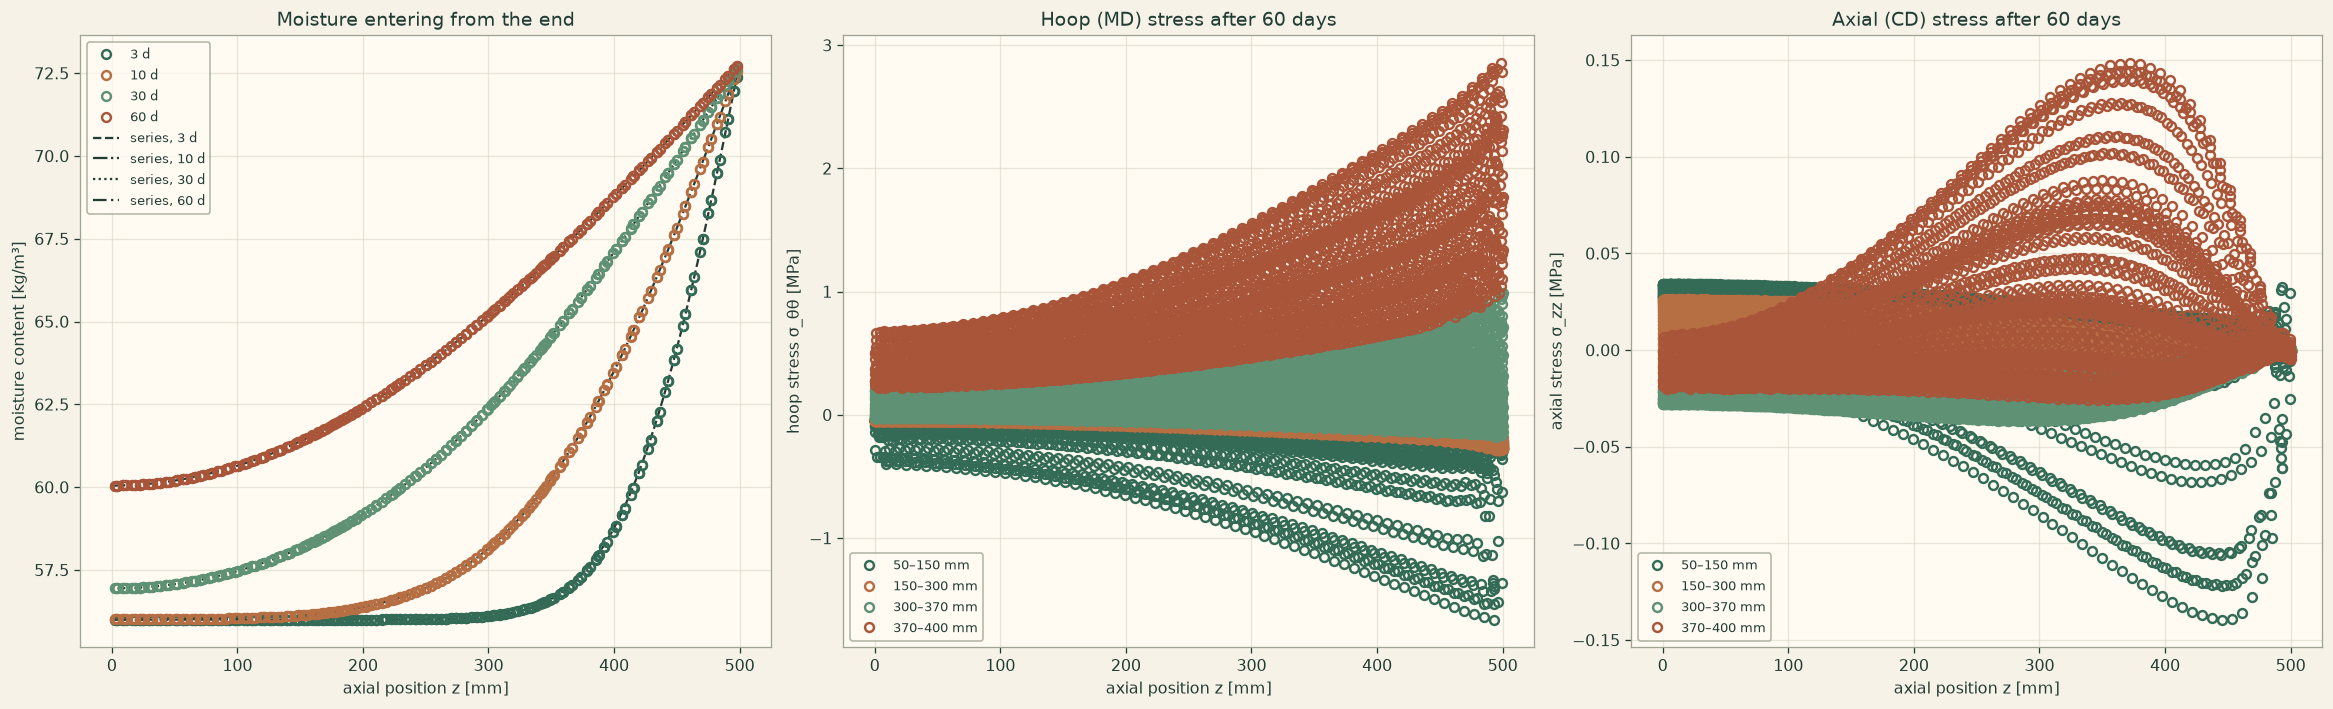 Moisture entering from the end
3 d
10 d
30 d
60 d
series, 3 d
series, 10 d
series, 30 d
series, 60 d
moisture content [kg/m³]
72.5
70.0
67.5
65.0
62.5
60.0
57.5
0 100 200 300 400 500
axial position z [mm]
Hoop (MD) stress after 60 days
hoop stress σ_θθ [MPa]
3
2
1
0
−1
50–150 mm
150–300 mm
300–370 mm
370–400 mm
0 100 200 300 400 500
axial position z [mm]
Axial (CD) stress after 60 days
axial stress σ_zz [MPa]
0.15
0.10
0.05
0.00
−0.05
−0.10
−0.15
50–150 mm
150–300 mm
300–370 mm
370–400 mm
0 100 200 300 400 500
axial position z [mm]